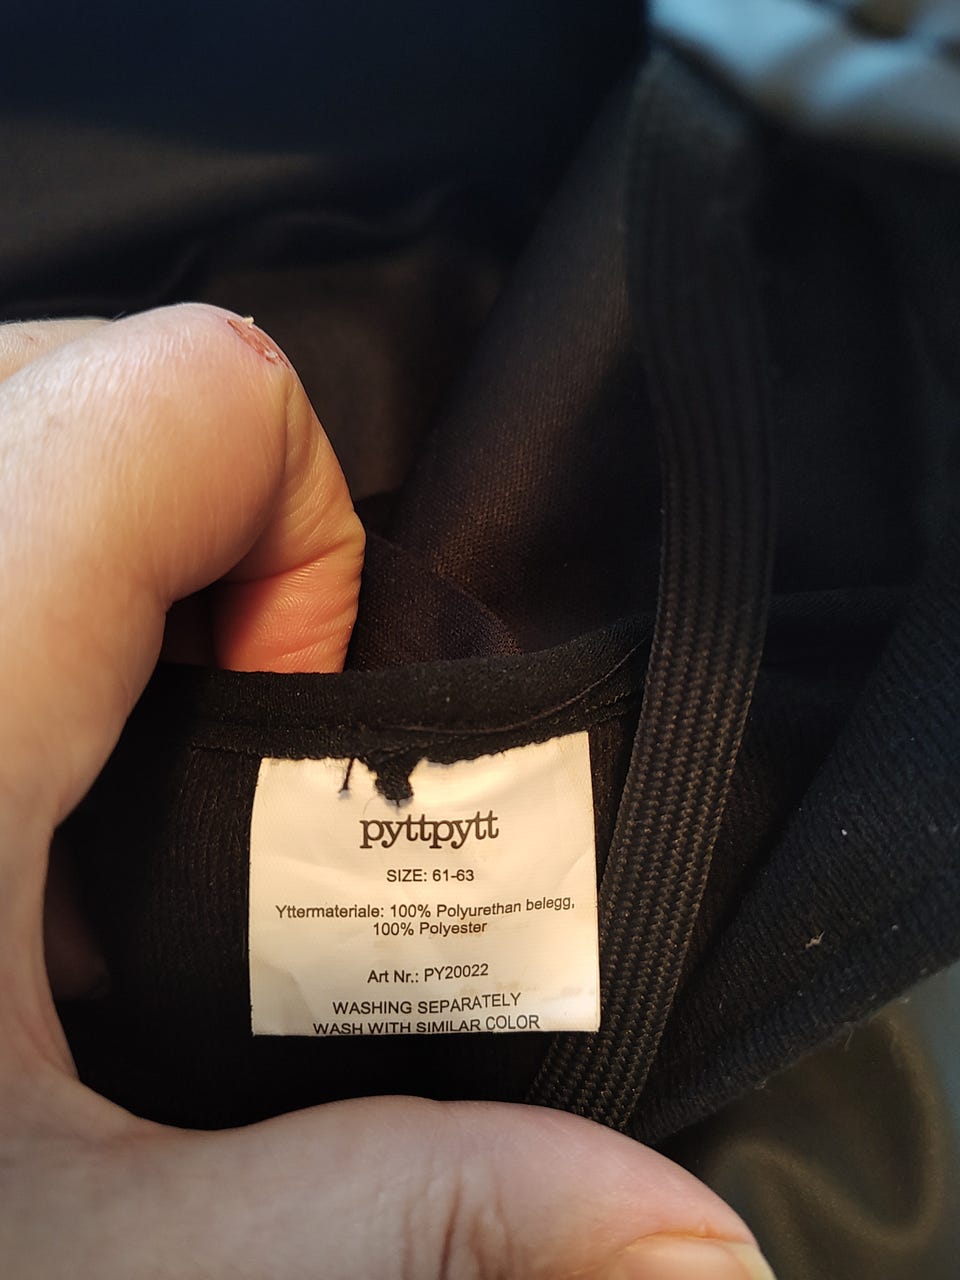 pyttpytt
SIZE: 61-63
Yttermateriale: 100% Polyurethan belegg,
100% Polyester
Art Nr.: PY20022
WASHING SEPARATELY
WASH WITH SIMILAR COLOR